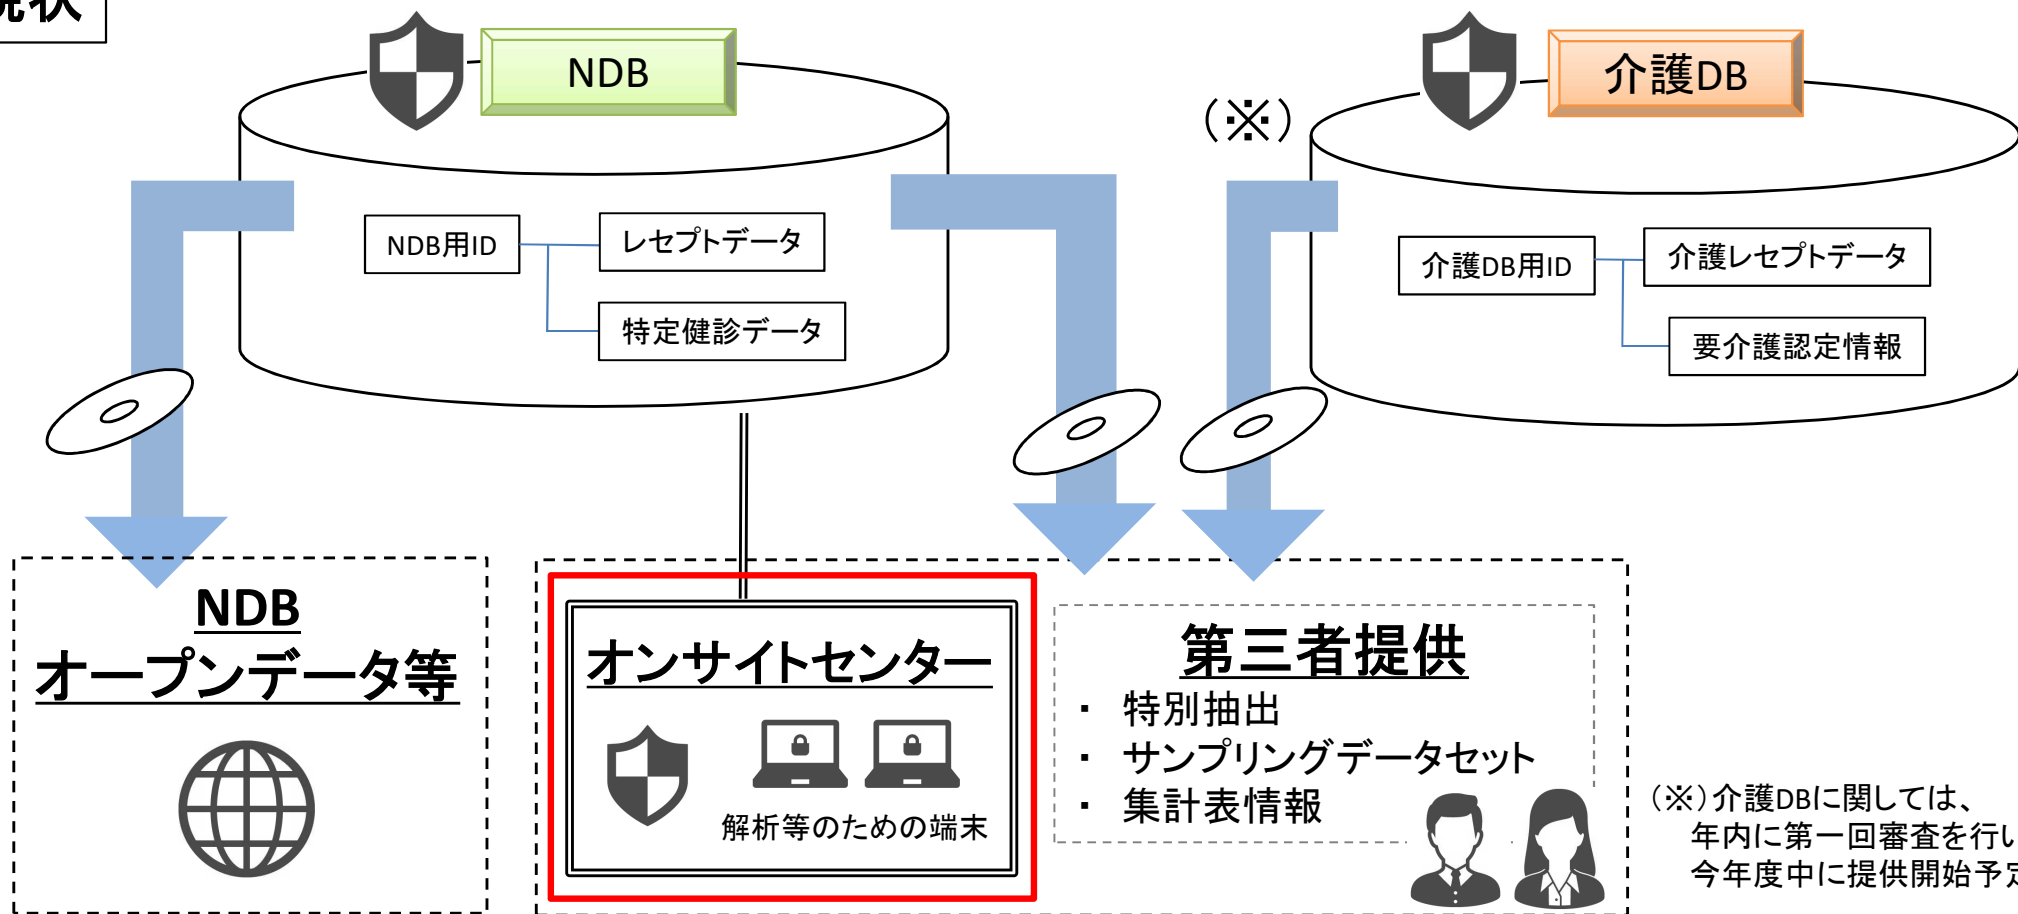 現状
NDB
介護DB
（※）
NDB用ID
レセプトデータ
特定健診データ
介護DB用ID
介護レセプトデータ
要介護認定情報
NDB
オープンデータ等
オンサイトセンター
解析等のための端末
第三者提供
・ 特別抽出
・ サンプリングデータセット
・ 集計表情報
（※）介護DBに関しては、
年内に第一回審査を行い
今年度中に提供開始予定